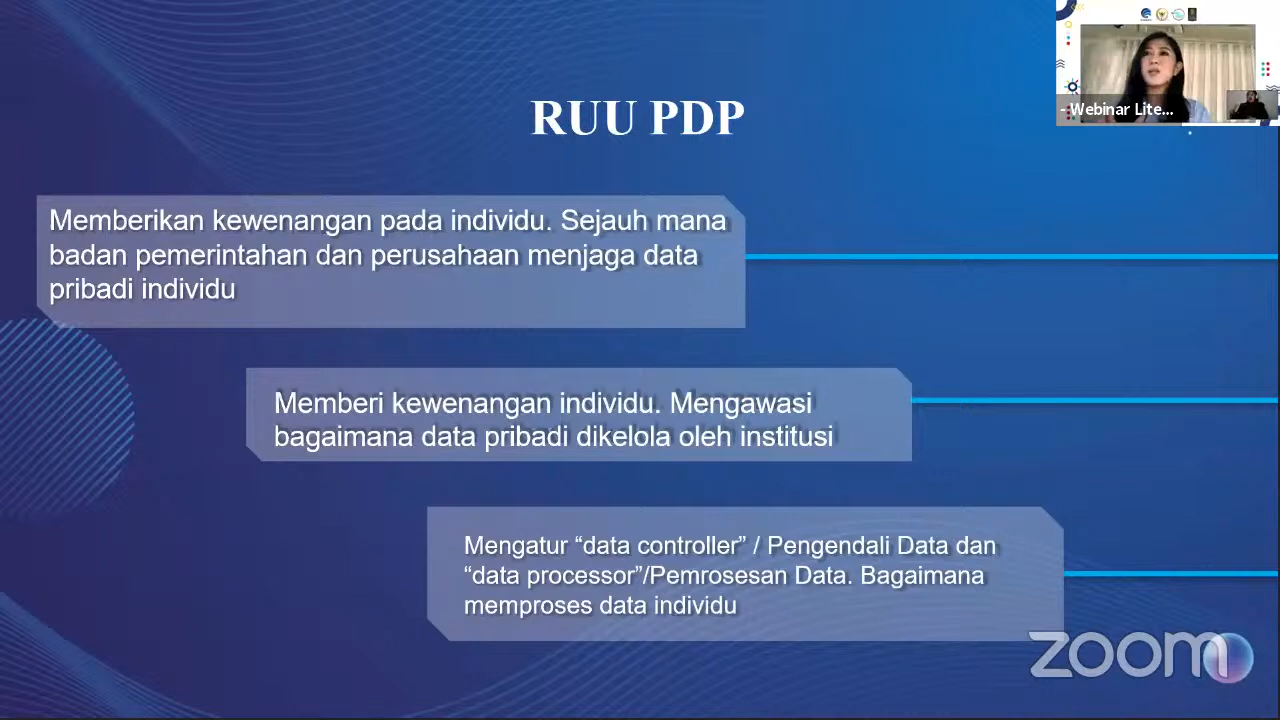 - Webinar Lite...
RUU PDP
Memberikan kewenangan pada individu. Sejauh mana
badan pemerintahan dan perusahaan menjaga data
pribadi individu
Memberi kewenangan individu. Mengawasi
bagaimana data pribadi dikelola oleh institusi
Mengatur “data controller” / Pengendali Data dan
“data processor”/Pemrosesan Data. Bagaimana
memproses data individu
zoom